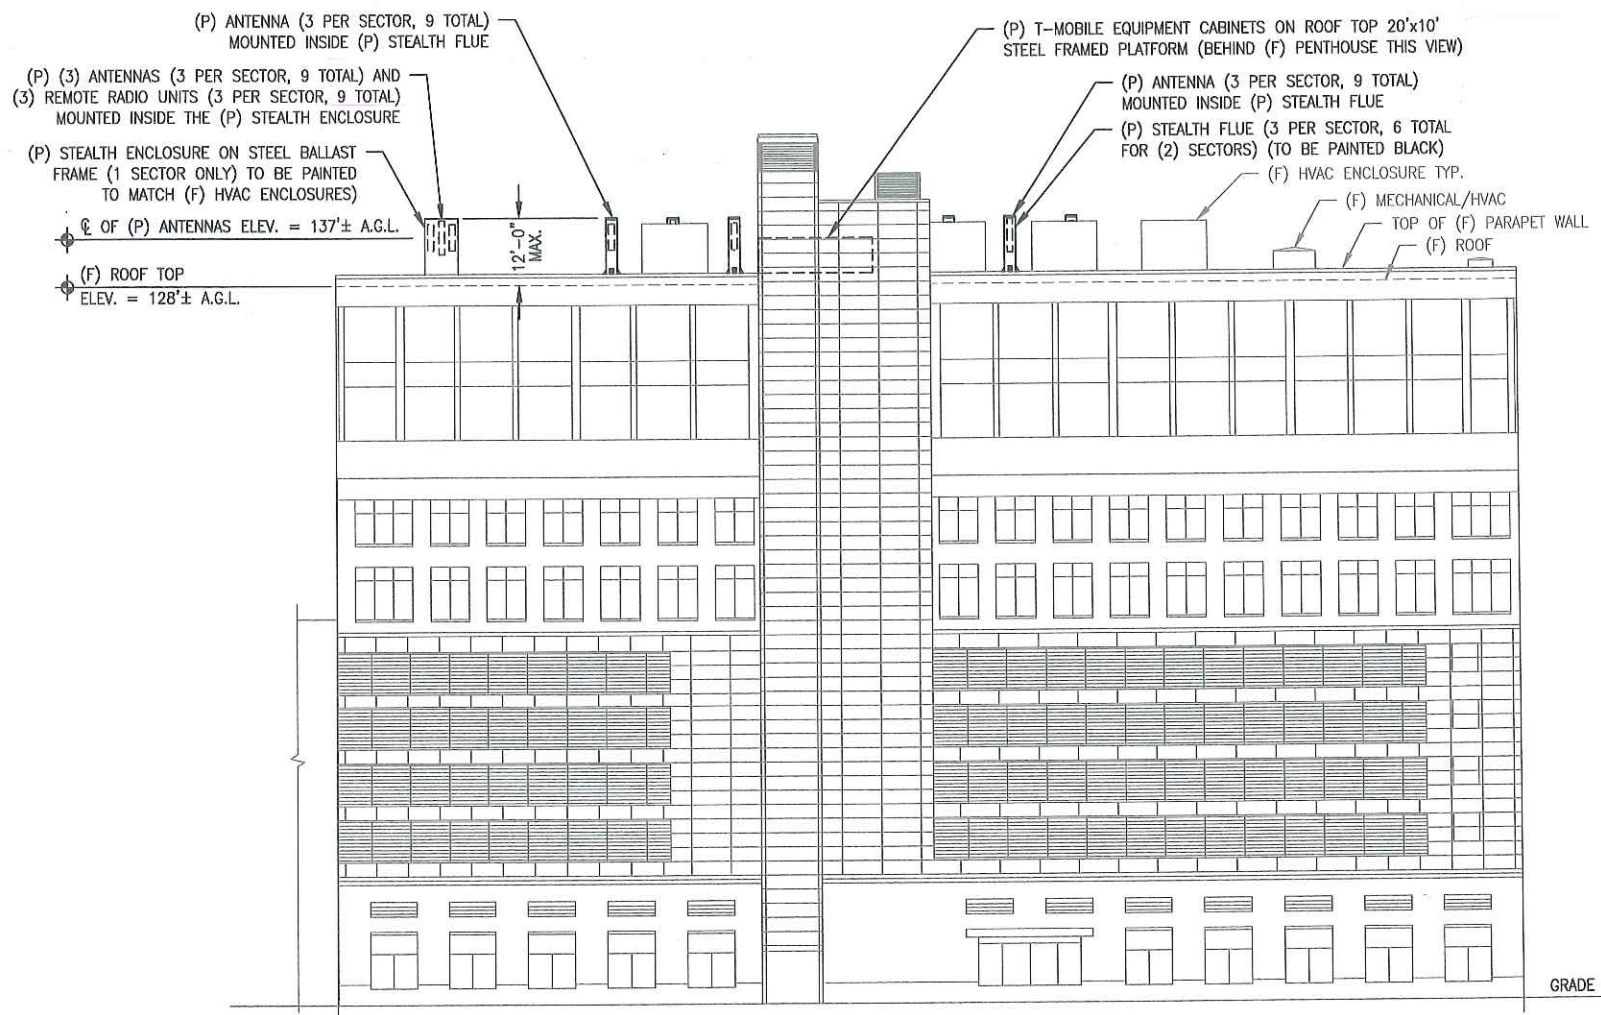 (P) ANTENNA (3 PER SECTOR, 9 TOTAL)
MOUNTED INSIDE (P) STEALTH FLUE
(P) (3) ANTENNAS (3 PER SECTOR, 9 TOTAL) AND
(3) REMOTE RADIO UNITS (3 PER SECTOR, 9 TOTAL)
MOUNTED INSIDE THE (P) STEALTH ENCLOSURE
(P) STEALTH ENCLOSURE ON STEEL BALLAST
FRAME (1 SECTOR ONLY) TO BE PAINTED
TO MATCH (F) HVAC ENCLOSURES)
℄ OF (P) ANTENNAS ELEV. = 137'± A.G.L.
(F) ROOF TOP
ELEV. = 128'± A.G.L.
12'-0"
MAX.
(P) T-MOBILE EQUIPMENT CABINETS ON ROOF TOP 20'x10'
STEEL FRAMED PLATFORM (BEHIND (F) PENTHOUSE THIS VIEW)
(P) ANTENNA (3 PER SECTOR, 9 TOTAL)
MOUNTED INSIDE (P) STEALTH FLUE
(P) STEALTH FLUE (3 PER SECTOR, 6 TOTAL
FOR (2) SECTORS) (TO BE PAINTED BLACK)
(F) HVAC ENCLOSURE TYP.
(F) MECHANICAL/HVAC
TOP OF (F) PARAPET WALL
(F) ROOF
GRADE